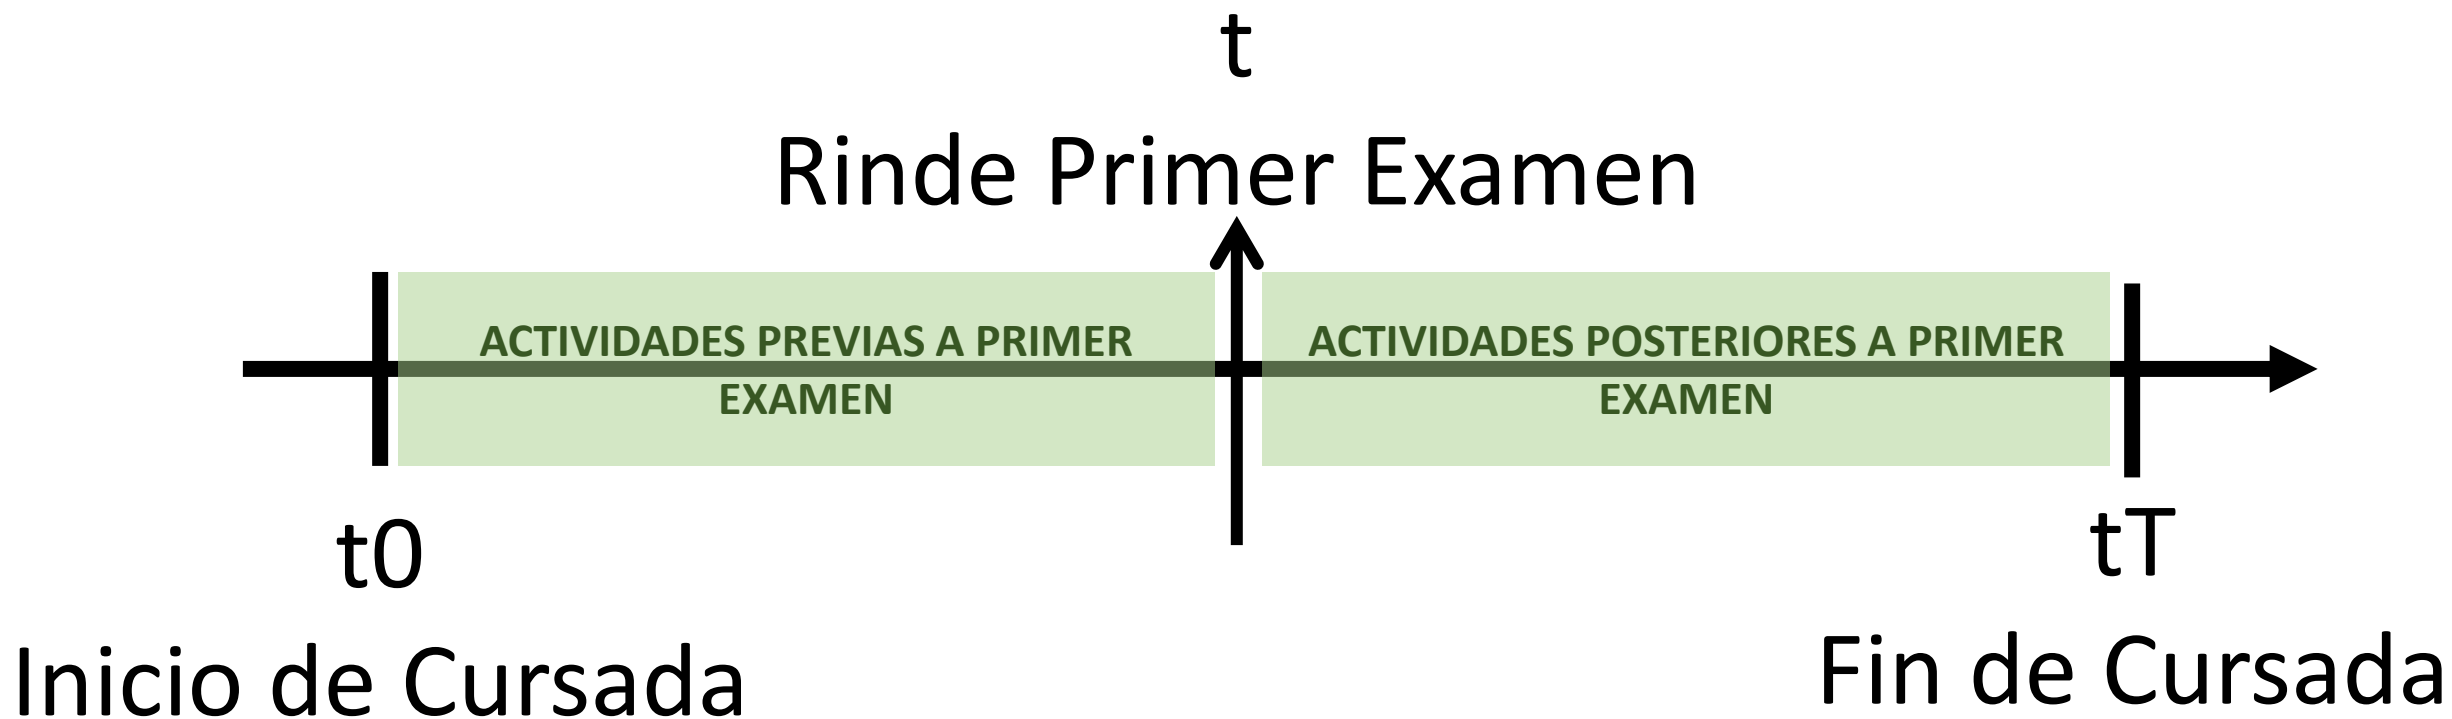 t
Rinde Primer Examen
ACTIVIDADES PREVIAS A PRIMER
EXAMEN
ACTIVIDADES POSTERIORES A PRIMER
EXAMEN
t0
Inicio de Cursada
tT
Fin de Cursada